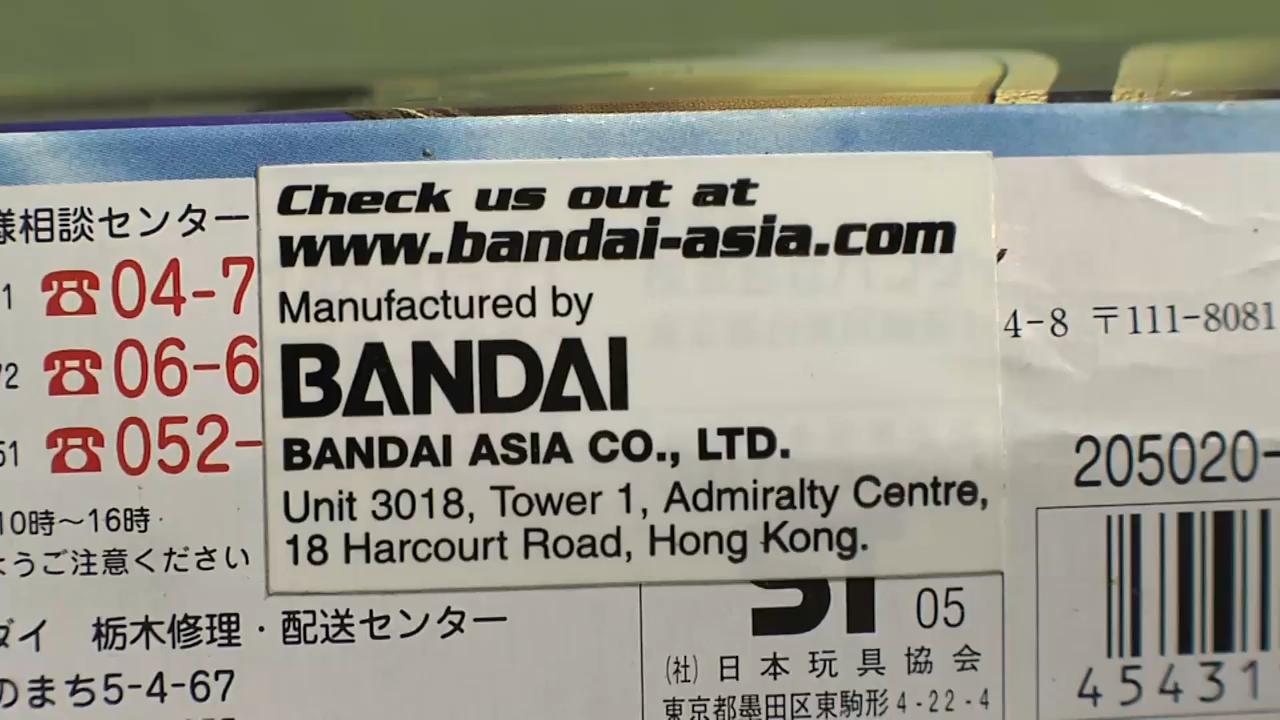 Check us out at
www.bandai-asia.com
Manufactured by
BANDAI
BANDAI ASIA CO., LTD.
Unit 3018, Tower 1, Admiralty Centre,
18 Harcourt Road, Hong Kong.
様相談センター
1 ☎04-7
72 ☎06-6
51 ☎052-
10時～16時
ようご注意ください
ダイ 栃木修理・配送センター
のまち5-4-67
4-8 〒111-8081
205020-
45431
ST 05
(社)日本玩具協会
東京都墨田区東駒形4-22-4